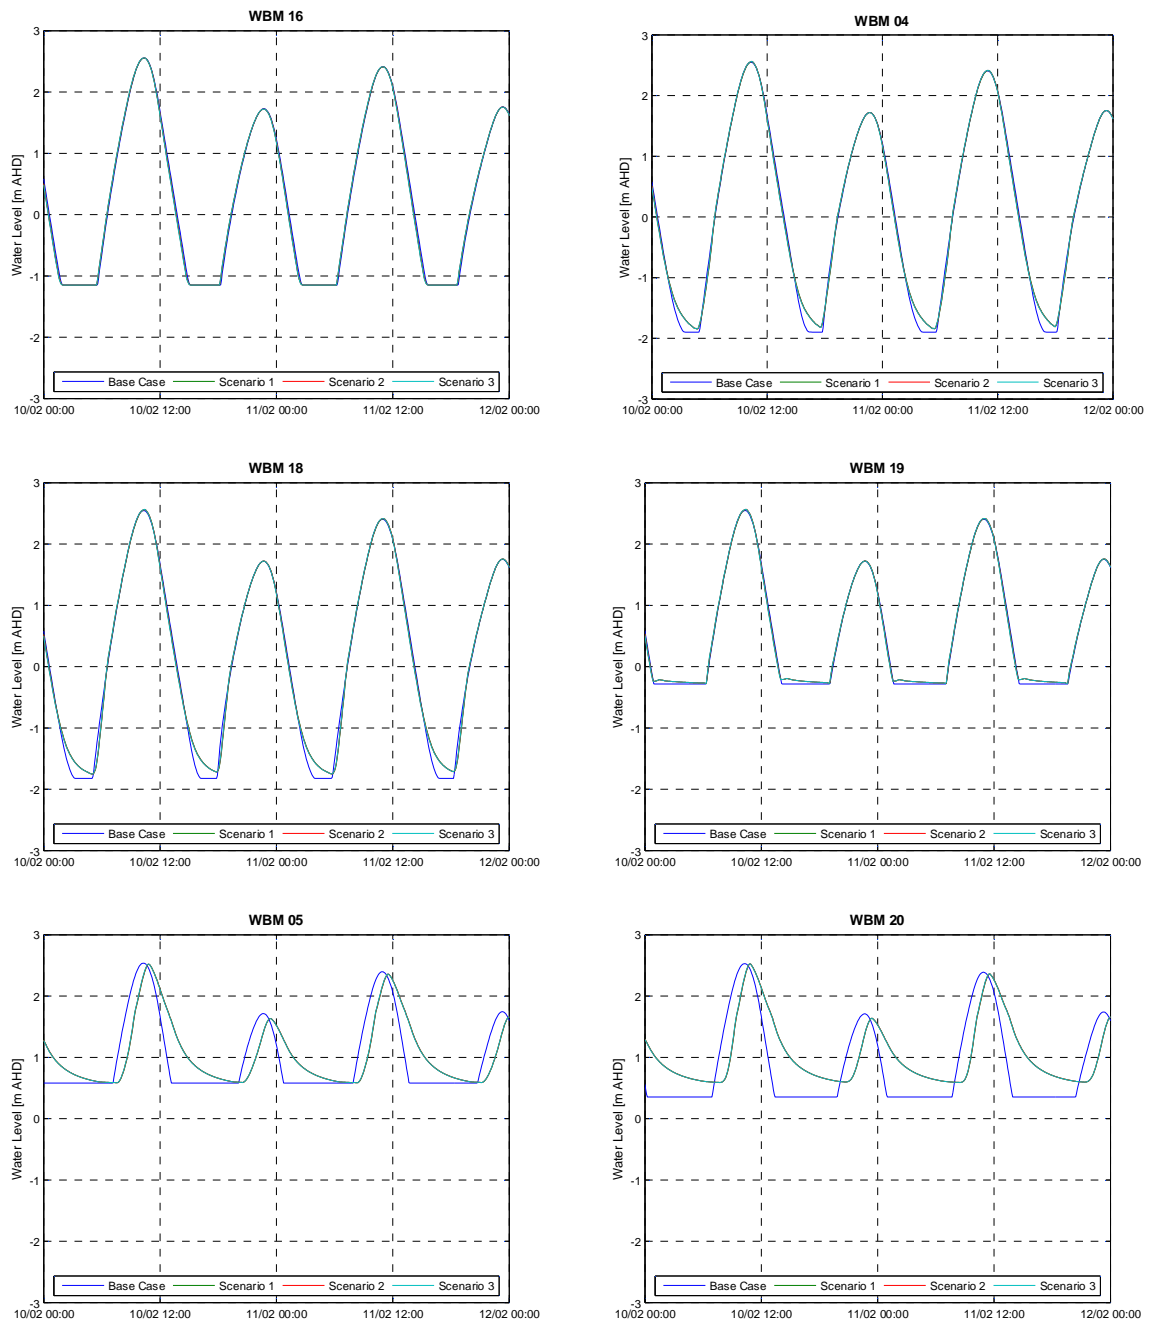 WBM 16
3
2
1
0
-1
-2
-3
Water Level [m AHD]
Base Case Scenario 1 Scenario 2 Scenario 3
10/02 00:00 10/02 12:00 11/02 00:00 11/02 12:00 12/02 00:00
WBM 04
3
2
1
0
-1
-2
-3
Water Level [m AHD]
Base Case Scenario 1 Scenario 2 Scenario 3
10/02 00:00 10/02 12:00 11/02 00:00 11/02 12:00 12/02 00:00
WBM 18
3
2
1
0
-1
-2
-3
Water Level [m AHD]
Base Case Scenario 1 Scenario 2 Scenario 3
10/02 00:00 10/02 12:00 11/02 00:00 11/02 12:00 12/02 00:00
WBM 19
3
2
1
0
-1
-2
-3
Water Level [m AHD]
Base Case Scenario 1 Scenario 2 Scenario 3
10/02 00:00 10/02 12:00 11/02 00:00 11/02 12:00 12/02 00:00
WBM 05
3
2
1
0
-1
-2
-3
Water Level [m AHD]
Base Case Scenario 1 Scenario 2 Scenario 3
10/02 00:00 10/02 12:00 11/02 00:00 11/02 12:00 12/02 00:00
WBM 20
3
2
1
0
-1
-2
-3
Water Level [m AHD]
Base Case Scenario 1 Scenario 2 Scenario 3
10/02 00:00 10/02 12:00 11/02 00:00 11/02 12:00 12/02 00:00